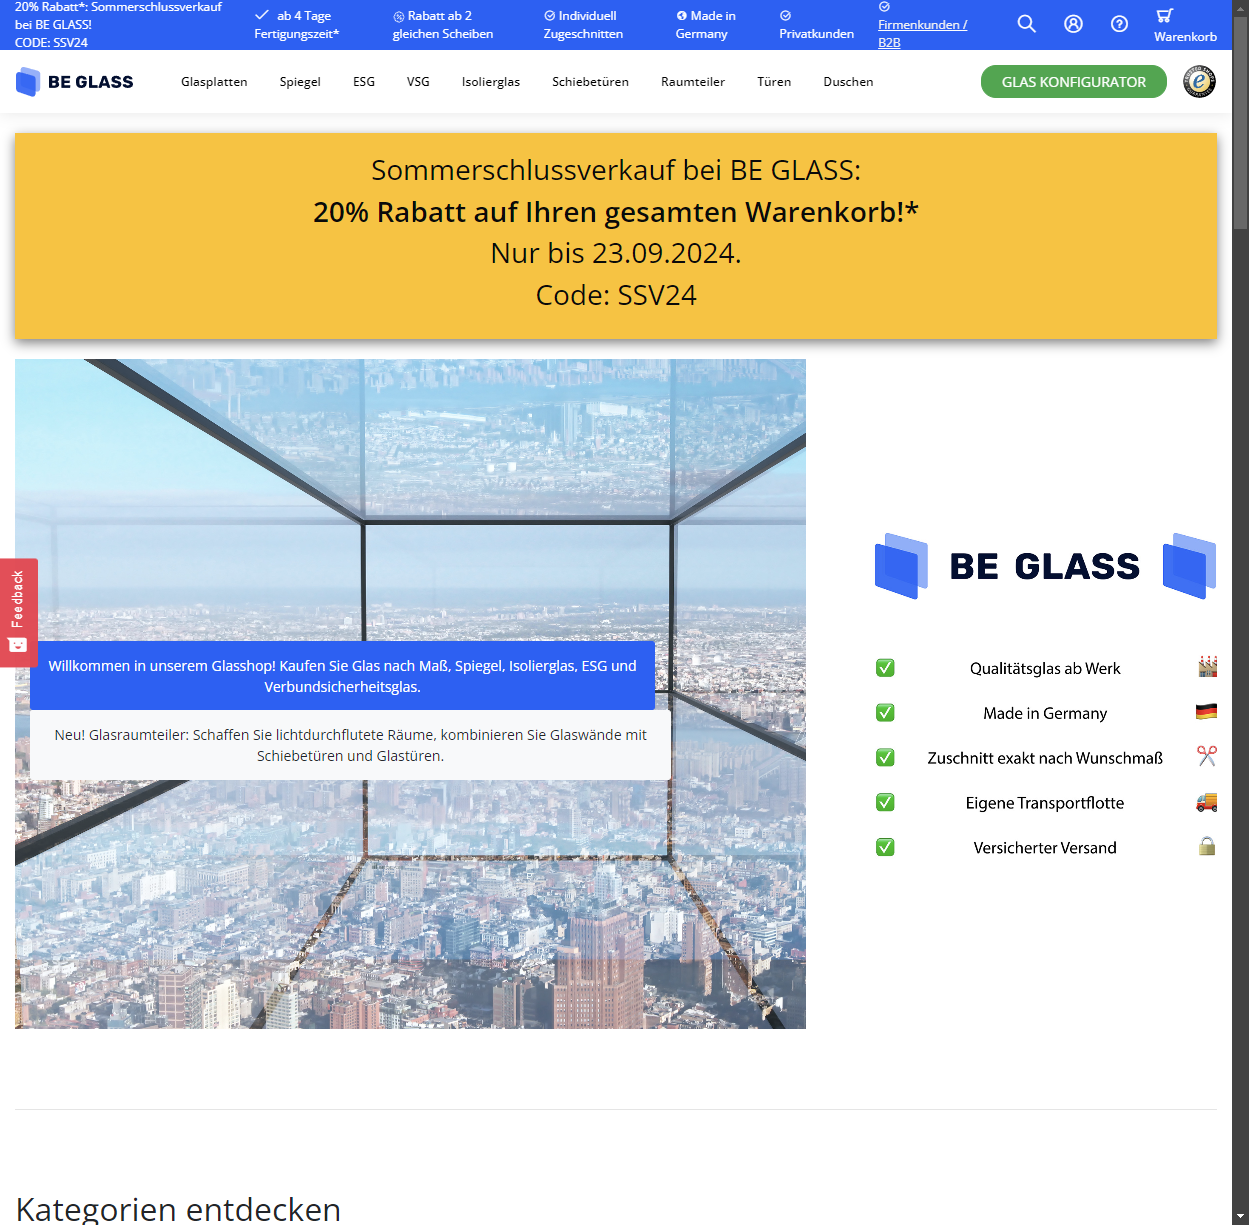 20% Rabatt*: Sommerschlussverkauf
bei BE GLASS!
CODE: SSV24
ab 4 Tage
Fertigungszeit*
Rabatt ab 2
gleichen Scheiben
Individuell
Zugeschnitten
Made in
Germany
Privatkunden
Firmenkunden /
B2B
Warenkorb
BE GLASS
Glasplatten
Spiegel
ESG
VSG
Isolierglas
Schiebetüren
Raumteiler
Türen
Duschen
GLAS KONFIGURATOR
Sommerschlussverkauf bei BE GLASS:
20% Rabatt auf Ihren gesamten Warenkorb!*
Nur bis 23.09.2024.
Code: SSV24
Feedback
Willkommen in unserem Glasshop! Kaufen Sie Glas nach Maß, Spiegel, Isolierglas, ESG und
Verbundsicherheitsglas.
Neu! Glasraumteiler: Schaffen Sie lichtdurchflutete Räume, kombinieren Sie Glaswände mit
Schiebetüren und Glastüren.
BE GLASS
Qualitätsglas ab Werk
Made in Germany
Zuschnitt exakt nach Wunschmaß
Eigene Transportflotte
Versicherter Versand
Kategorien entdecken